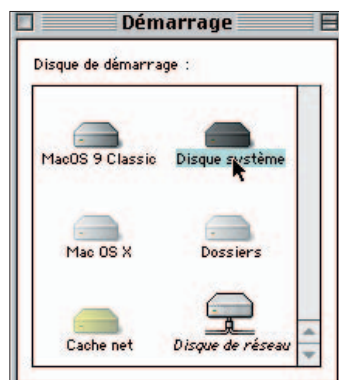 Démarrage
Disque de démarrage :
MacOS 9 Classic Disque système
Mac OS X Dossiers
Cache net Disque de réseau